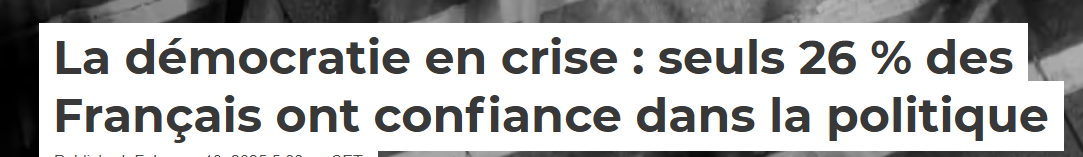 La démocratie en crise : seuls 26 % des
Français ont confiance dans la politique